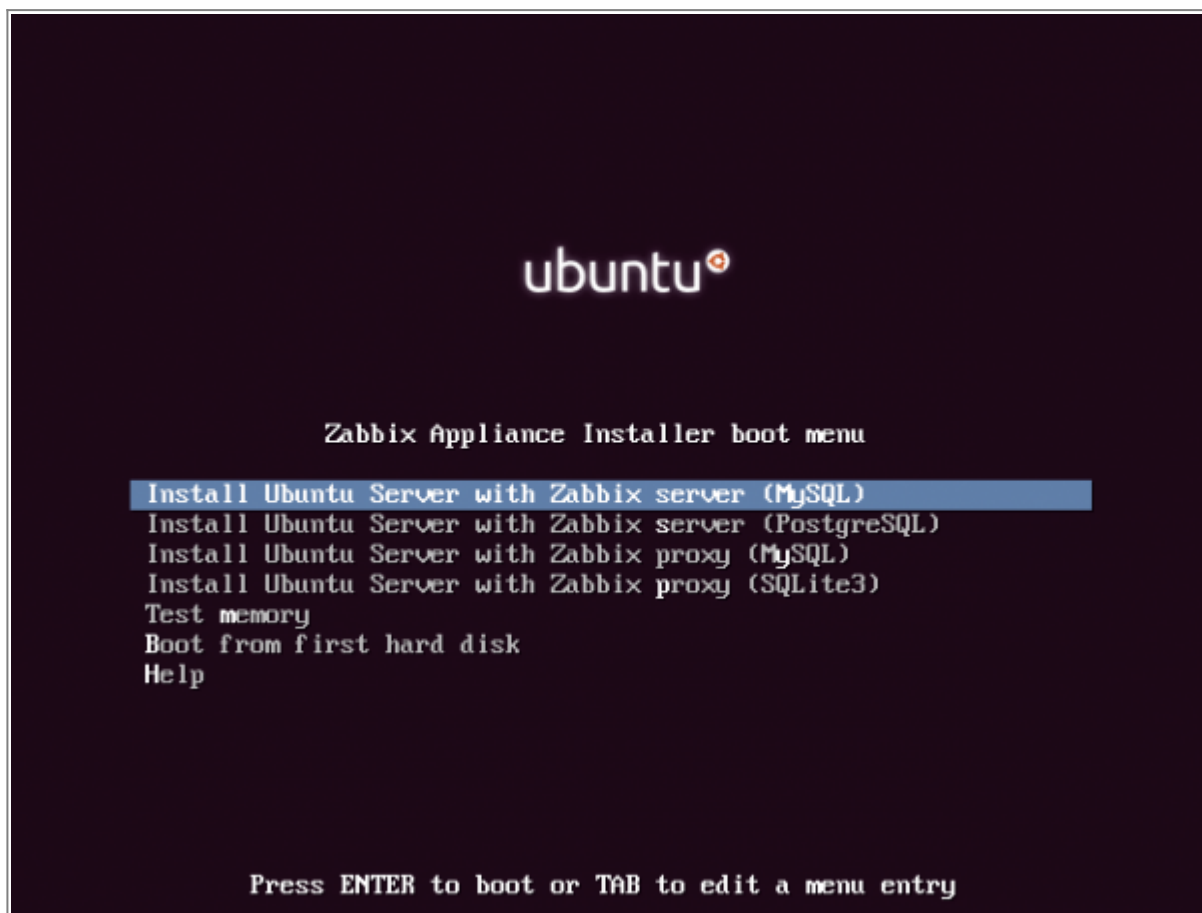 ubuntu
Zabbix Appliance Installer boot menu
Install Ubuntu Server with Zabbix server (MySQL)
Install Ubuntu Server with Zabbix server (PostgreSQL)
Install Ubuntu Server with Zabbix proxy (MySQL)
Install Ubuntu Server with Zabbix proxy (SQLite3)
Test memory
Boot from first hard disk
Help
Press ENTER to boot or TAB to edit a menu entry